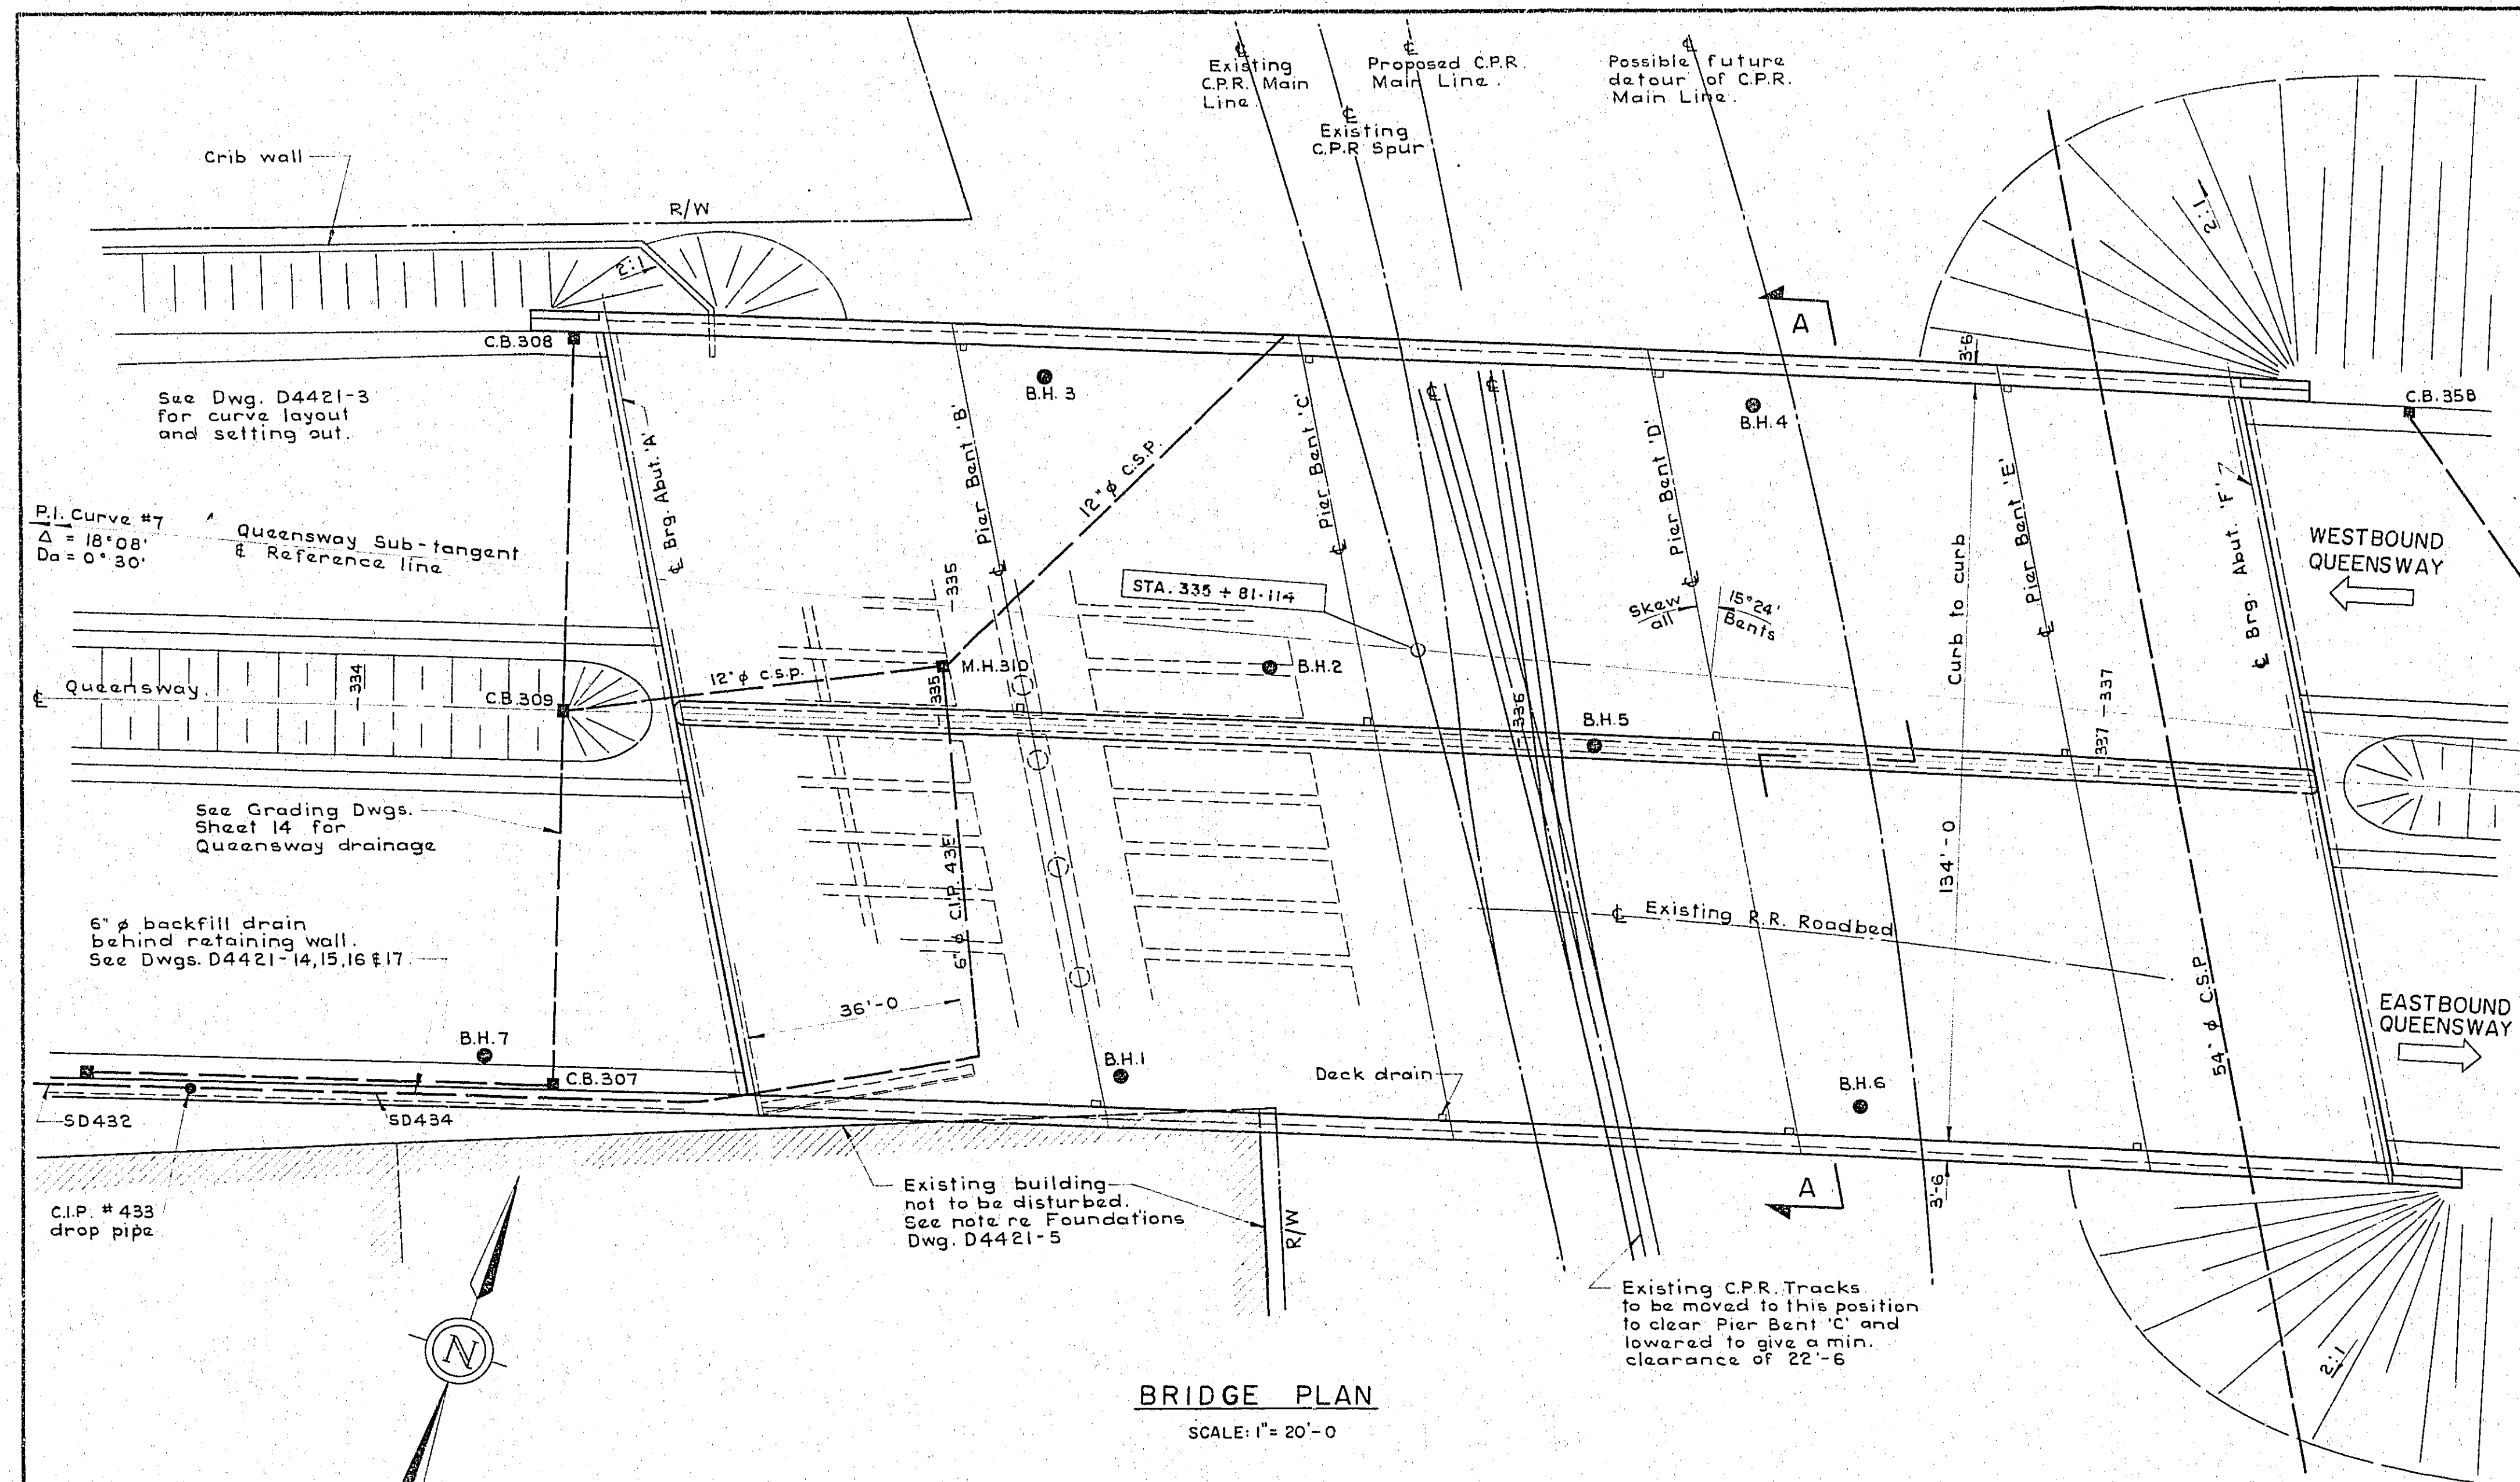 ℄
Existing
C.P.R. Main
Line.
℄
Proposed C.P.R.
Main Line.
℄
Existing
C.P.R Spur
℄
Possible future
detour of C.P.R.
Main Line.
Crib wall
R/W
2:1
2:1
A
3'-6
C.B.308
B.H. 3
B.H.4
C.B.358
See Dwg. D4421-3
for curve layout
and setting out.
℄ Brg. Abut. 'A'
℄ Pier Bent 'B'
12" φ C.S.P.
℄ Pier Bent 'C'
℄
℄
℄ Pier Bent 'D'
℄ Pier Bent 'E'
℄ Brg. Abut. 'F'
P.I. Curve #7
Δ = 18°08'
Da = 0°30'
Queensway Sub-tangent
℄ Reference line
WESTBOUND
QUEENSWAY
335
STA. 335 + 81.114
Skew
all
15°24'
Bents
Curb to curb
134'-0
℄ Queensway.
334
C.B.309
12" φ C.S.P.
M.H.310
335
B.H.2
336
B.H.5
337
337
See Grading Dwgs.
Sheet 14 for
Queensway drainage
6" φ C.I.P. 43E
℄ Existing R.R. Roadbed
6" φ backfill drain
behind retaining wall.
See Dwgs. D4421-14,15,16 & 17
36'-0
54" φ C.S.P.
EASTBOUND
QUEENSWAY
B.H.7
C.B.307
B.H.1
Deck drain
B.H.6
SD432
SD434
C.I.P. # 433
drop pipe
Existing building
not to be disturbed.
See note re Foundations
Dwg. D4421-5
R/W
A
3'-6
Existing C.P.R. Tracks
to be moved to this position
to clear Pier Bent 'C' and
lowered to give a min.
clearance of 22'-6
2:1
N
BRIDGE PLAN
SCALE: 1" = 20'-0